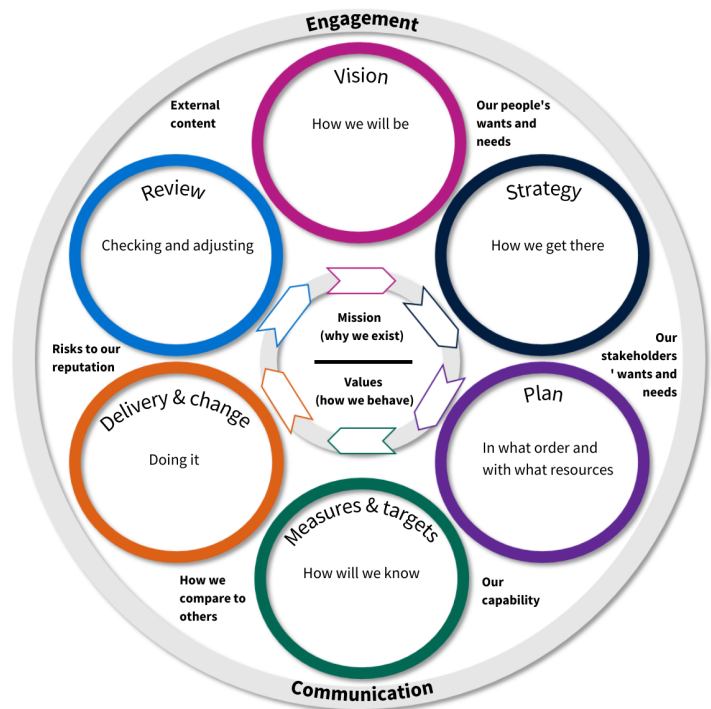 Engagement
Vision
How we will be
External
content
Our people's
wants and
needs
Review
Checking and adjusting
Strategy
How we get there
Mission
(why we exist)
Values
(how we behave)
Risks to our
reputation
Our
stakeholders
' wants and
needs
Delivery & change
Doing it
Plan
In what order and
with what resources
Measures & targets
How will we know
How we
compare to
others
Our
capability
Communication